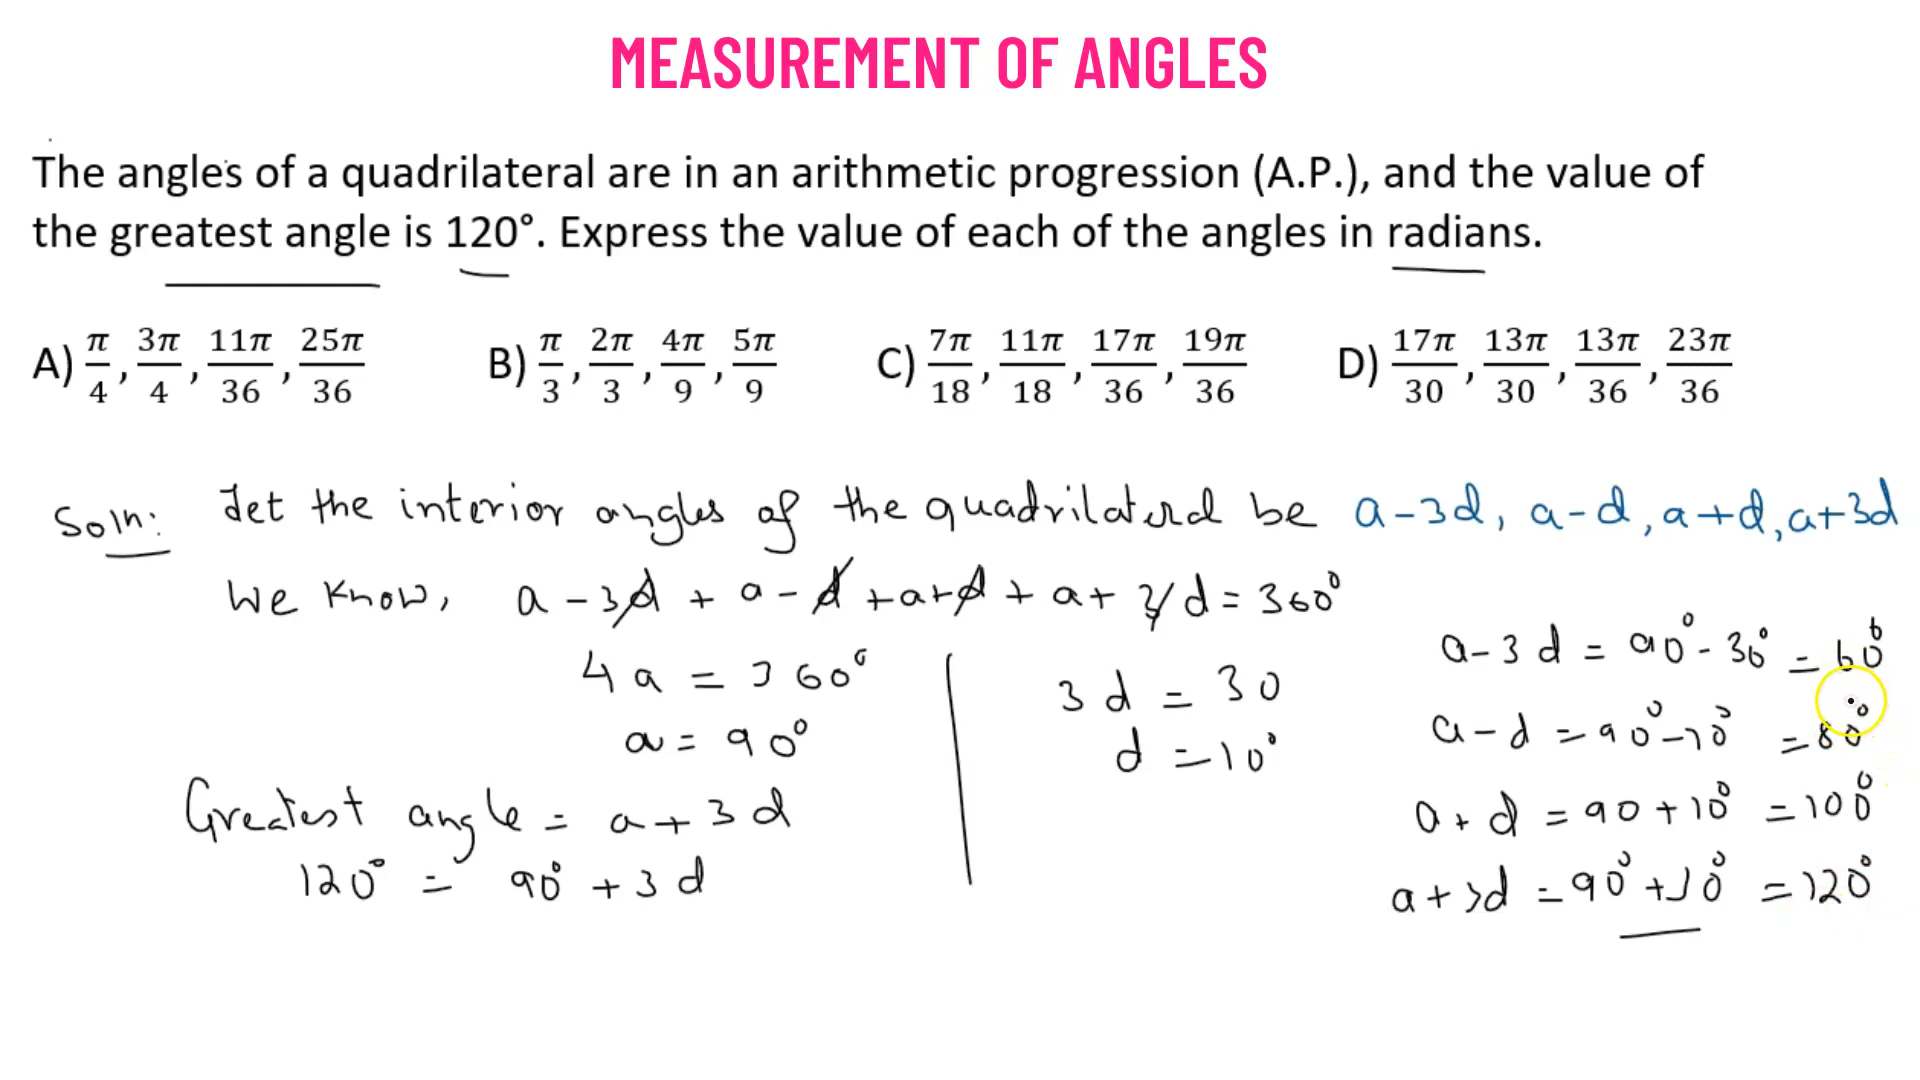 MEASUREMENT OF ANGLES
The angles of a quadrilateral are in an arithmetic progression (A.P.), and the value of
the greatest angle is 120°. Express the value of each of the angles in radians.
A) π/4, 3π/4, 11π/36, 25π/36 B) π/3, 2π/3, 4π/9, 5π/9 C) 7π/18, 11π/18, 17π/36, 19π/36 D) 17π/30, 13π/30, 13π/36, 23π/36
Soln: Let the interior angles of the quadrilateral be a-3d, a-d, a+d, a+3d
We know, a-3d + a-d + a+d + a+3d = 360°
4a = 360°
a = 90°
Greatest angle = a+3d
120° = 90° + 3d
3d = 30
d = 10°
a-3d = 90° - 30° = 60°
a-d = 90° - 10° = 80°
a+d = 90 + 10° = 100°
a+3d = 90° + 30° = 120°